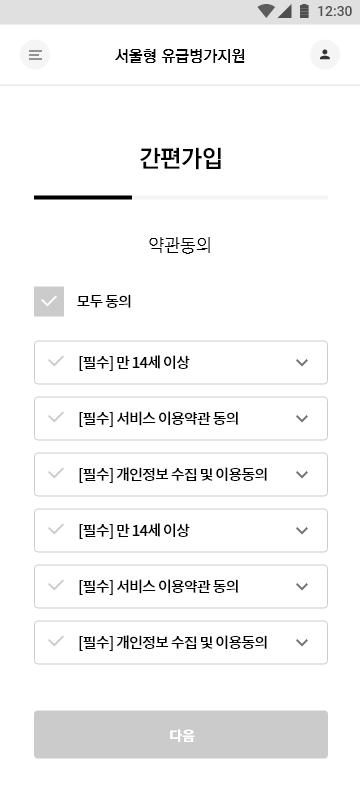 12:30
서울형 유급병가지원
간편가입
약관동의
모두 동의
[필수] 만 14세 이상
[필수] 서비스 이용약관 동의
[필수] 개인정보 수집 및 이용동의
[필수] 만 14세 이상
[필수] 서비스 이용약관 동의
[필수] 개인정보 수집 및 이용동의
다음